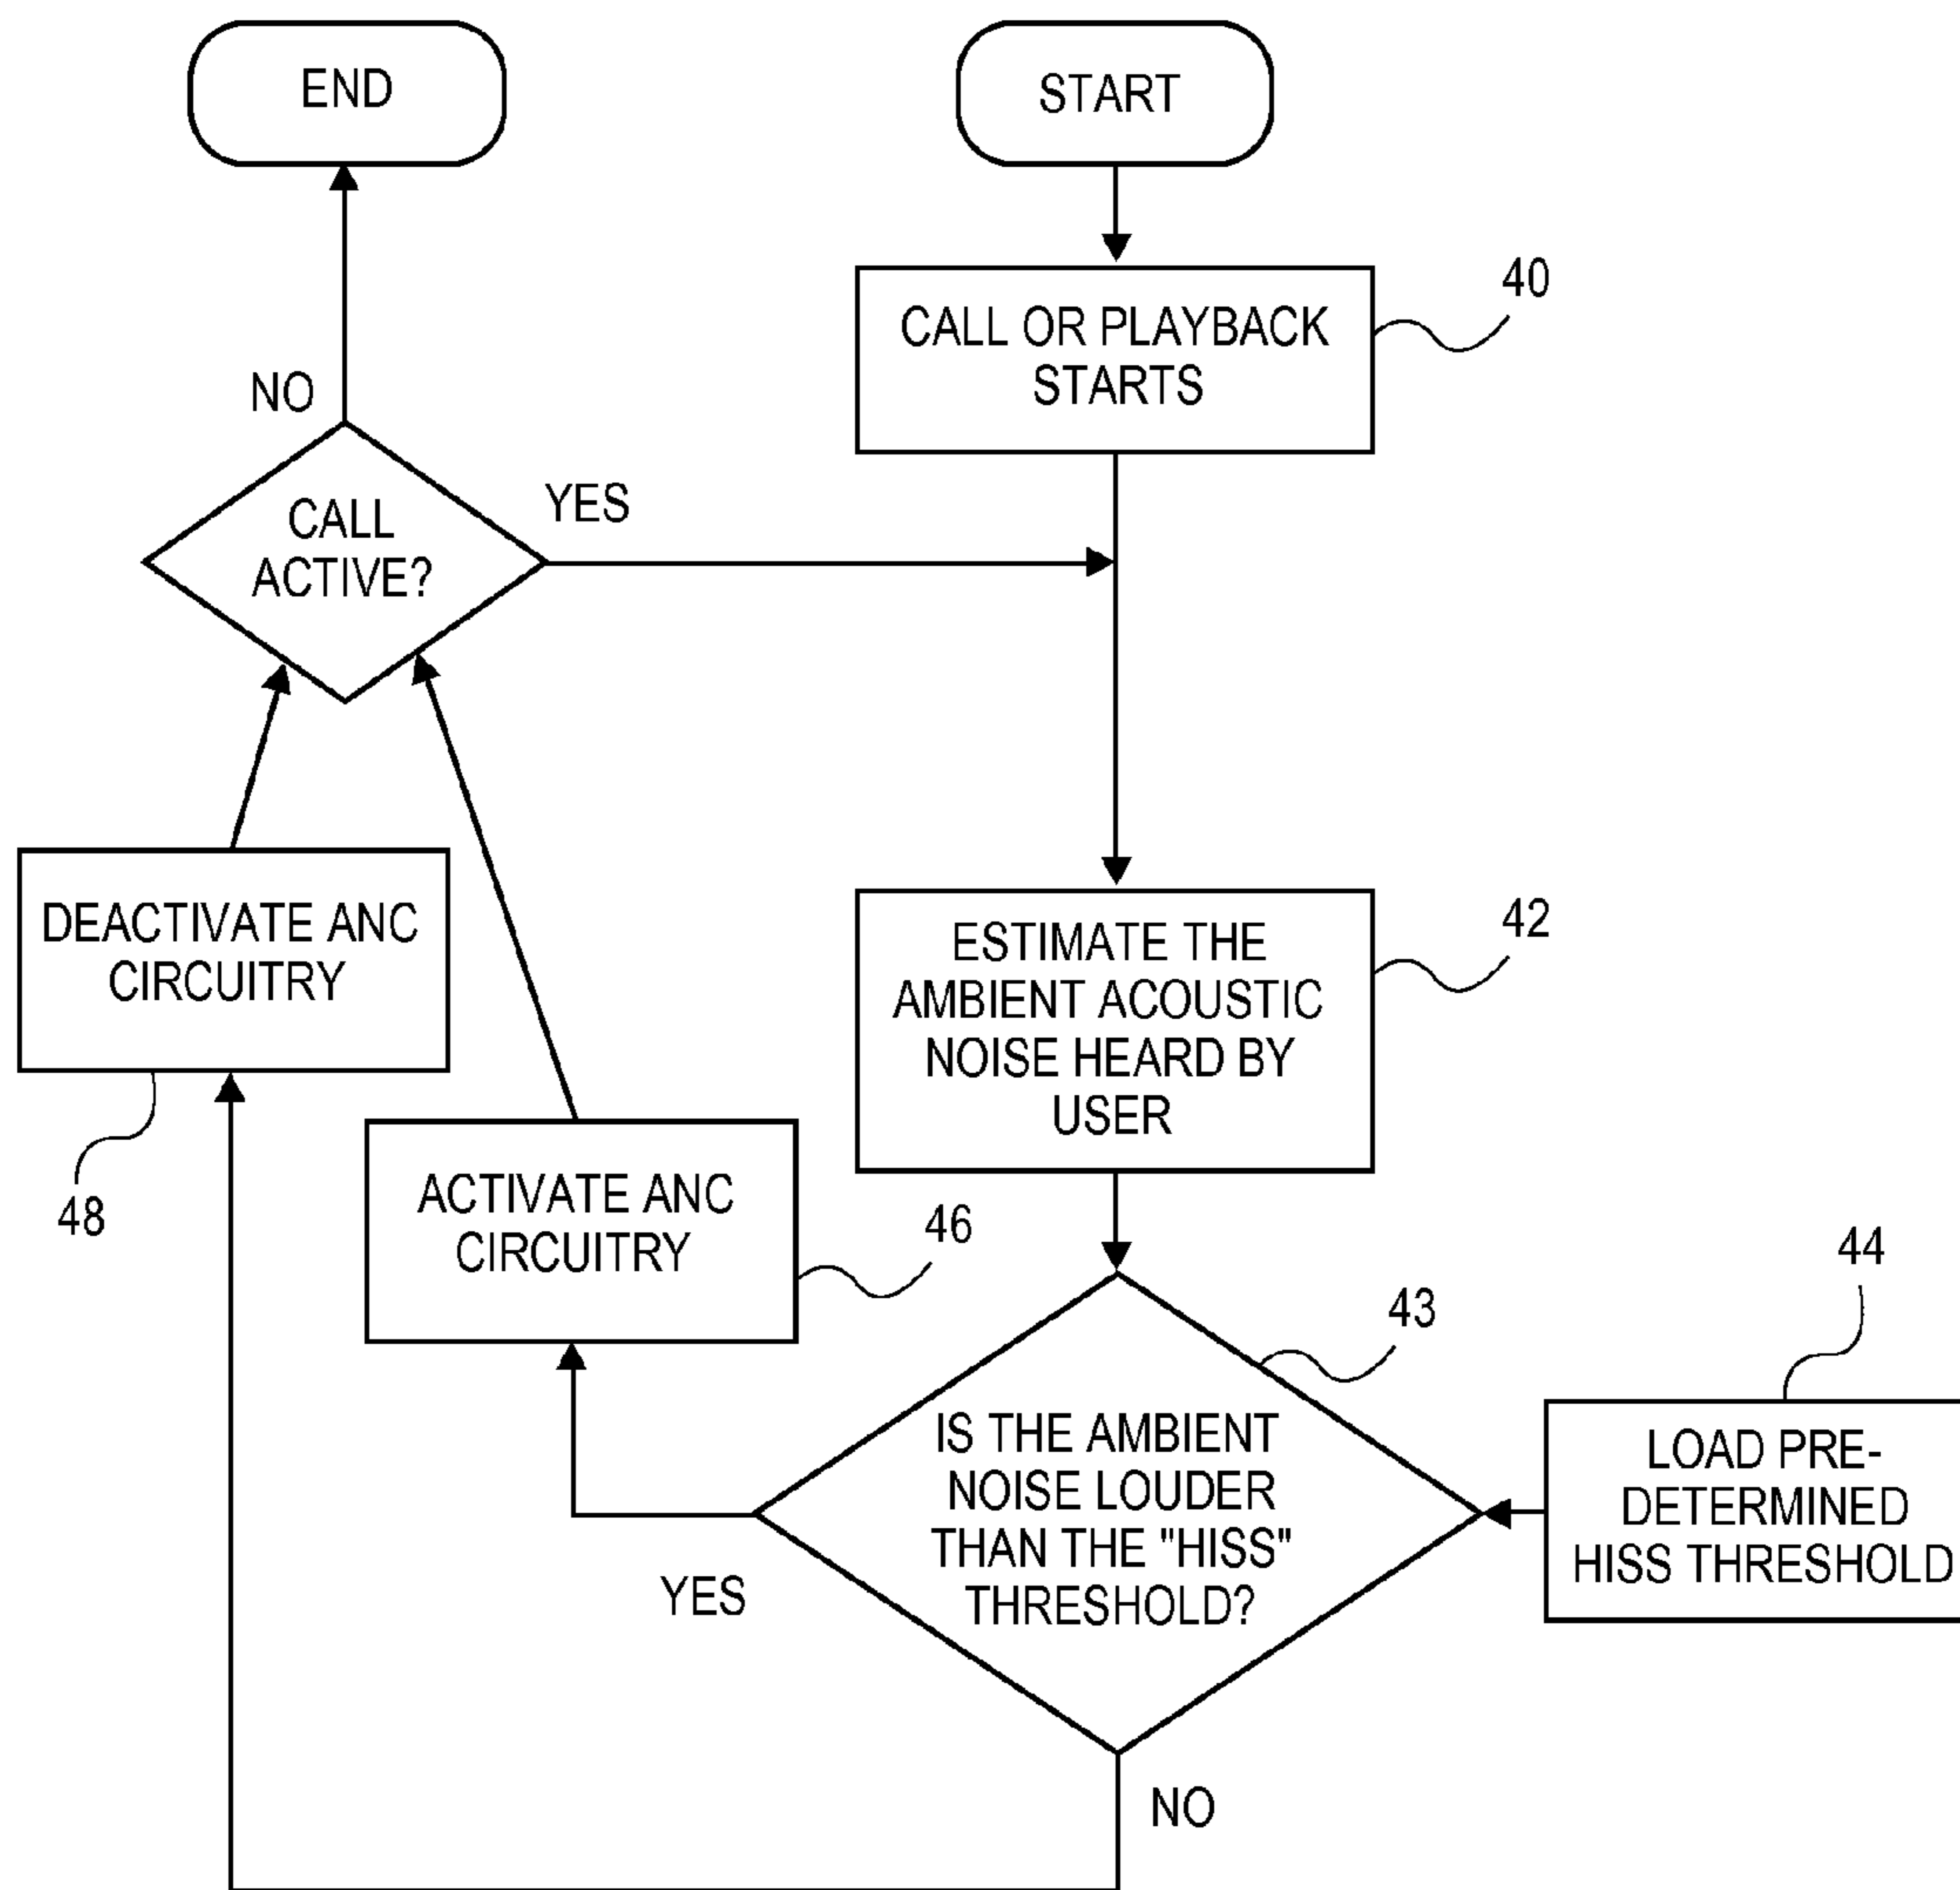 END
START
CALL OR PLAYBACK
STARTS
40
NO
CALL
ACTIVE?
YES
DEACTIVATE ANC
CIRCUITRY
48
ESTIMATE THE
AMBIENT ACOUSTIC
NOISE HEARD BY
USER
42
ACTIVATE ANC
CIRCUITRY
46
43
44
IS THE AMBIENT
NOISE LOUDER
THAN THE "HISS"
THRESHOLD?
LOAD PRE-
DETERMINED
HISS THRESHOLD
YES
NO